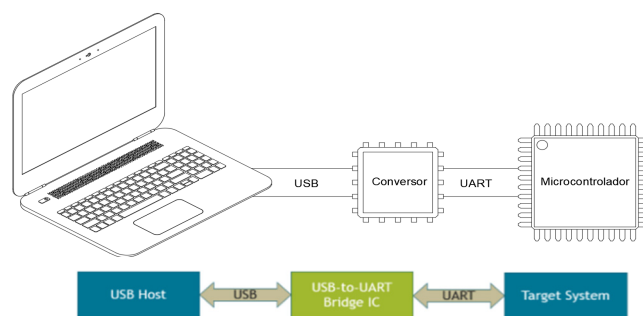 USB
Conversor
UART
Microcontrolador
USB Host
USB
USB-to-UART
Bridge IC
UART
Target System